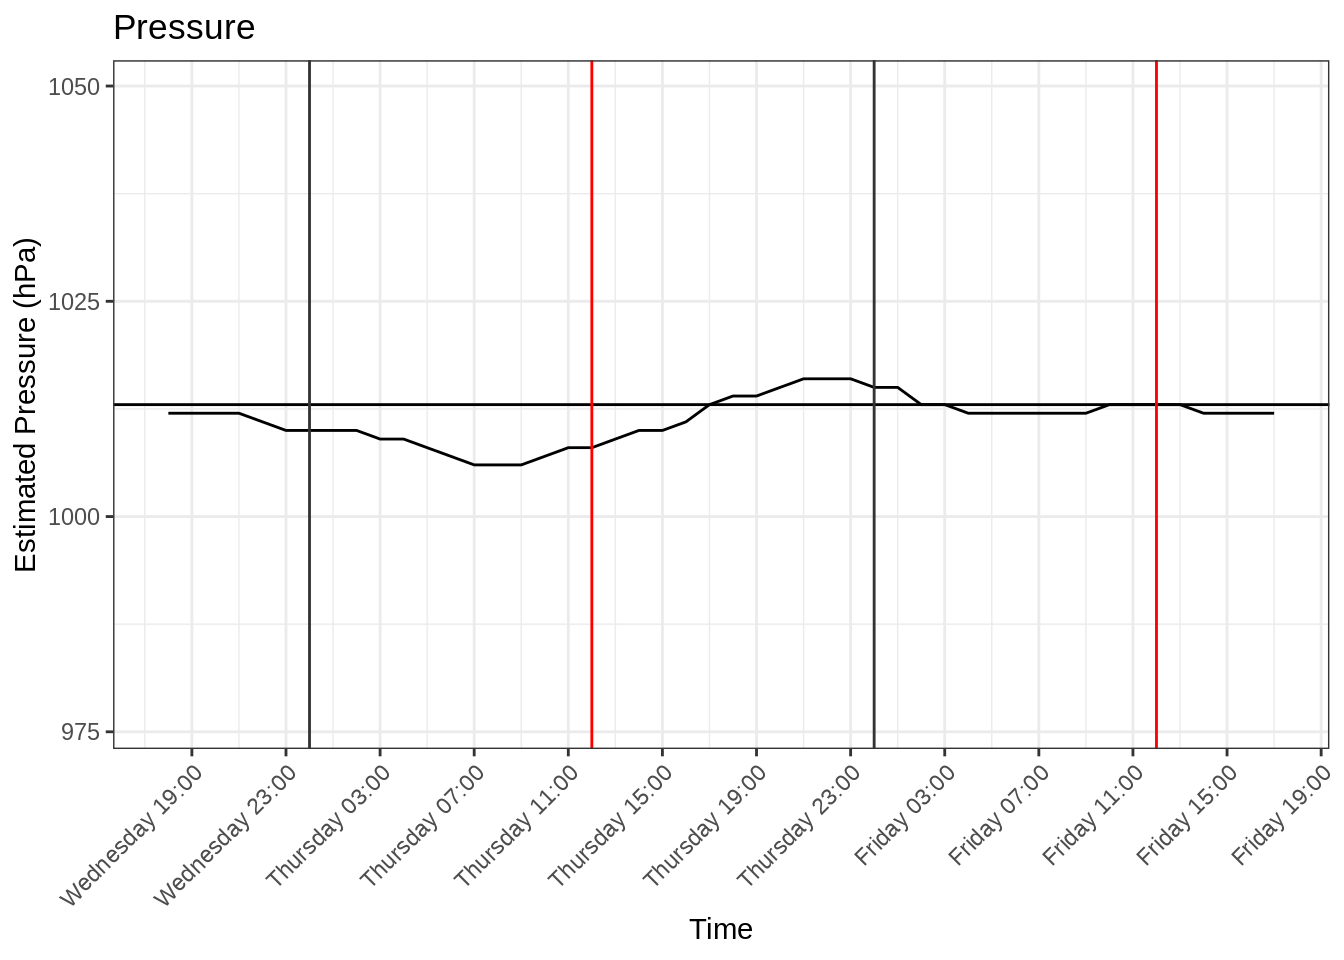 Pressure
Estimated Pressure (hPa)
1050
1025
1000
975
Wednesday 19:00
Wednesday 23:00
Thursday 03:00
Thursday 07:00
Thursday 11:00
Thursday 15:00
Thursday 19:00
Thursday 23:00
Friday 03:00
Friday 07:00
Friday 11:00
Friday 15:00
Friday 19:00
Time